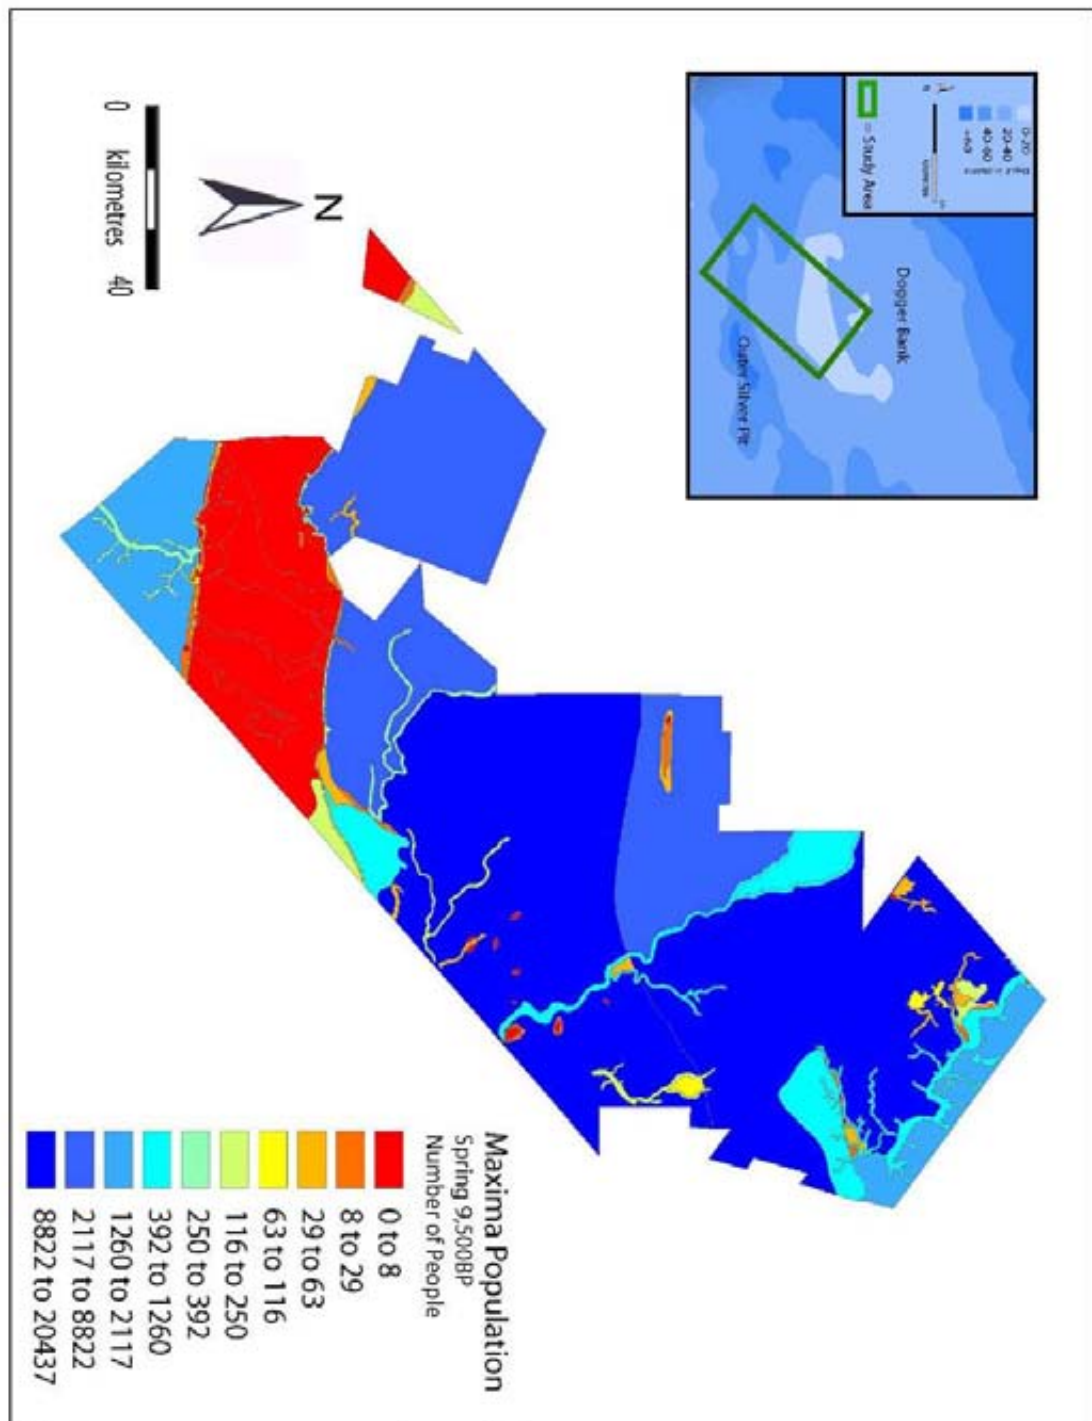 0-20
20-40
40-60
= Study Area
Dogger Bank
Outer Silver Pit
N
0 kilometres 40
Maxima Population
Spring 9,500BP
Number of People
0 to 8
8 to 29
29 to 63
63 to 116
116 to 250
250 to 392
392 to 1260
1260 to 2117
2117 to 8822
8822 to 20437